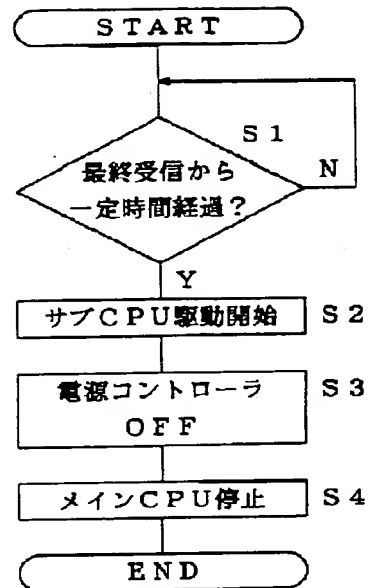 START
S1
最終受信から
N
一定時間経過?
Y
サブCPU駆動開始 S2
電源コントローラ S3
OFF
メインCPU停止 S4
END